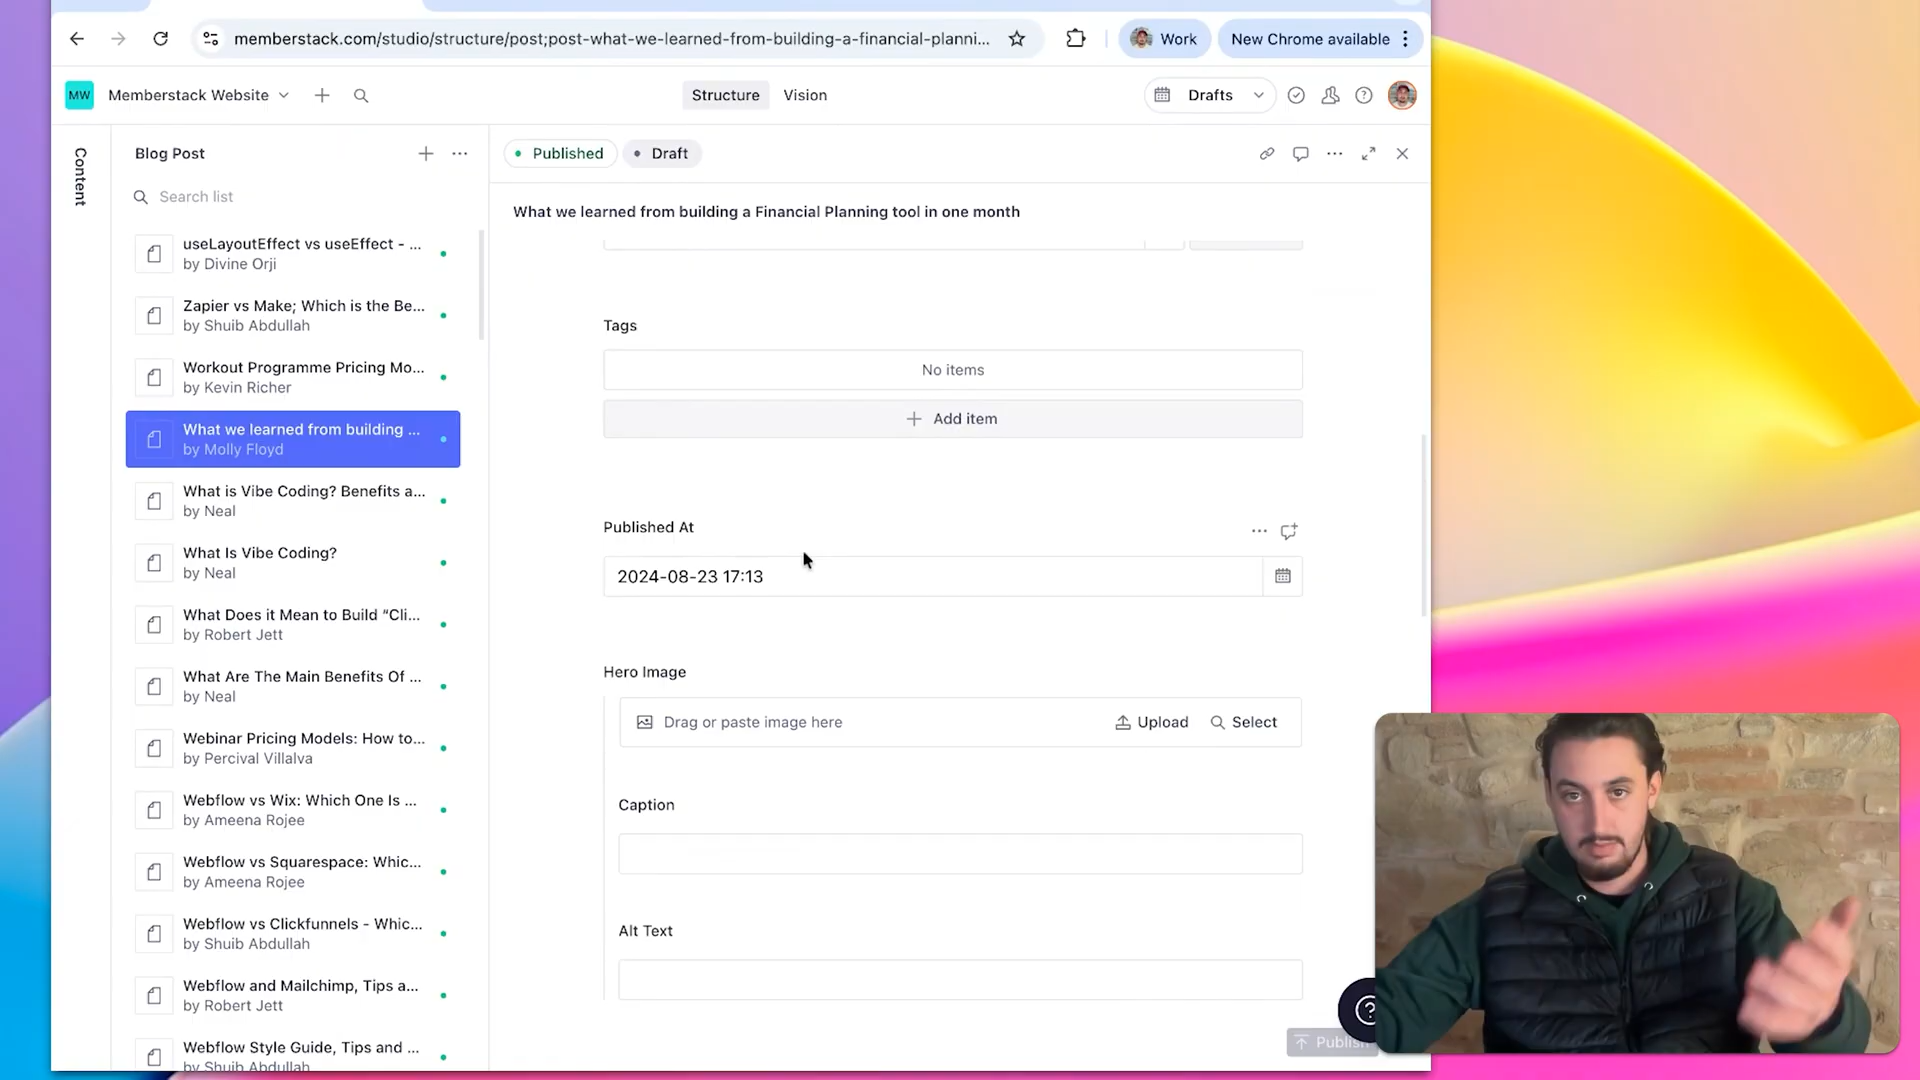 memberstack.com/studio/structure/post;post-what-we-learned-from-building-a-financial-planni...
Work
New Chrome available
MW
Memberstack Website
Structure
Vision
Drafts
Content
Blog Post
Search list
useLayoutEffect vs useEffect - ...
by Divine Orji
Zapier vs Make; Which is the Be...
by Shuib Abdullah
Workout Programme Pricing Mo...
by Kevin Richer
What we learned from building ...
by Molly Floyd
What is Vibe Coding? Benefits a...
by Neal
What Is Vibe Coding?
by Neal
What Does it Mean to Build “Cli...
by Robert Jett
What Are The Main Benefits Of ...
by Neal
Webinar Pricing Models: How to...
by Percival Villalva
Webflow vs Wix: Which One Is ...
by Ameena Rojee
Webflow vs Squarespace: Whic...
by Ameena Rojee
Webflow vs Clickfunnels - Whic...
by Shuib Abdullah
Webflow and Mailchimp, Tips a...
by Robert Jett
Webflow Style Guide, Tips and ...
by Shuib Abdullah
Published
Draft
What we learned from building a Financial Planning tool in one month
Tags
No items
Add item
Published At
2024-08-23 17:13
Hero Image
Drag or paste image here
Upload
Select
Caption
Alt Text
Publish